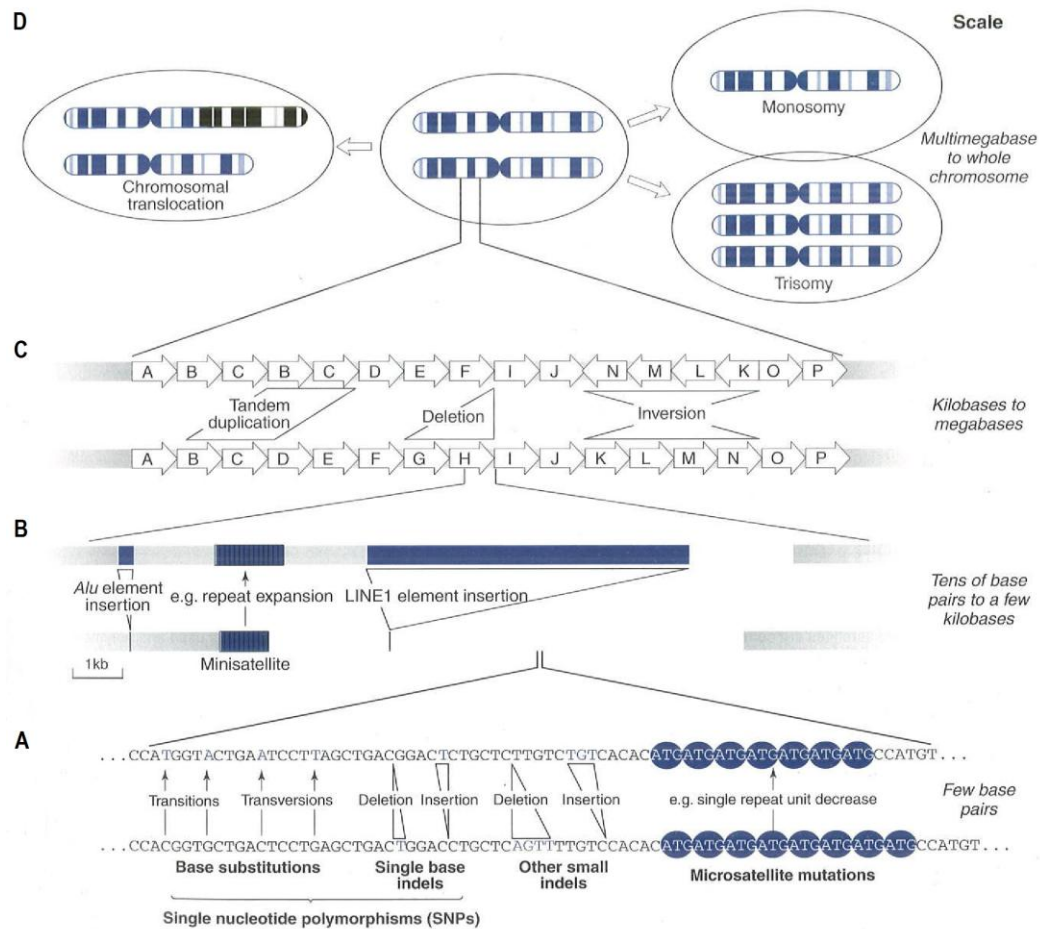 D
Scale
Monosomy
Chromosomal
translocation
Multimegabase
to whole
chromosome
Trisomy
C
A B C B C D E F I J N M L K O P
Tandem
duplication
Deletion
Inversion
Kilobases to
megabases
A B C D E F G H I J K L M N O P
B
Alu element
insertion
e.g. repeat expansion
LINE1 element insertion
Tens of base
pairs to a few
kilobases
1kb
Minisatellite
A
...CCATGGTACTGAATCCTTAGCTGACGGACTCTGCTCTTGTCTGTCACACATGATGATGATGATGATGATGCCATGT...
Transitions
Transversions
Deletion
Insertion
Deletion
Insertion
e.g. single repeat unit decrease
Few base
pairs
...CCACGGTGCTGACTCCTGAGCTGACTGGACCTGCTCAGTTTTGTCCACACATGATGATGATGATGATGATGATGCCATGT...
Base substitutions
Single base
indels
Other small
indels
Microsatellite mutations
Single nucleotide polymorphisms (SNPs)